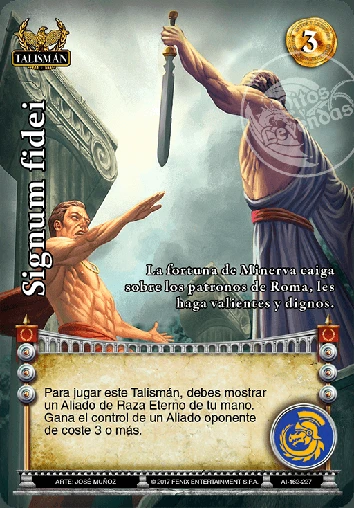 TALISMÁN
3
Mitos y Leyendas
Signum fidei
La fortuna de Minerva caiga
sobre los patronos de Roma, les
haga valientes y dignos.
Para jugar este Talismán, debes mostrar
un Aliado de Raza Eterno de tu mano.
Gana el control de un Aliado oponente
de coste 3 o más.
ARTE: JOSÉ MUÑOZ
© 2017 FENIX ENTERTAINMENT S.P.A.